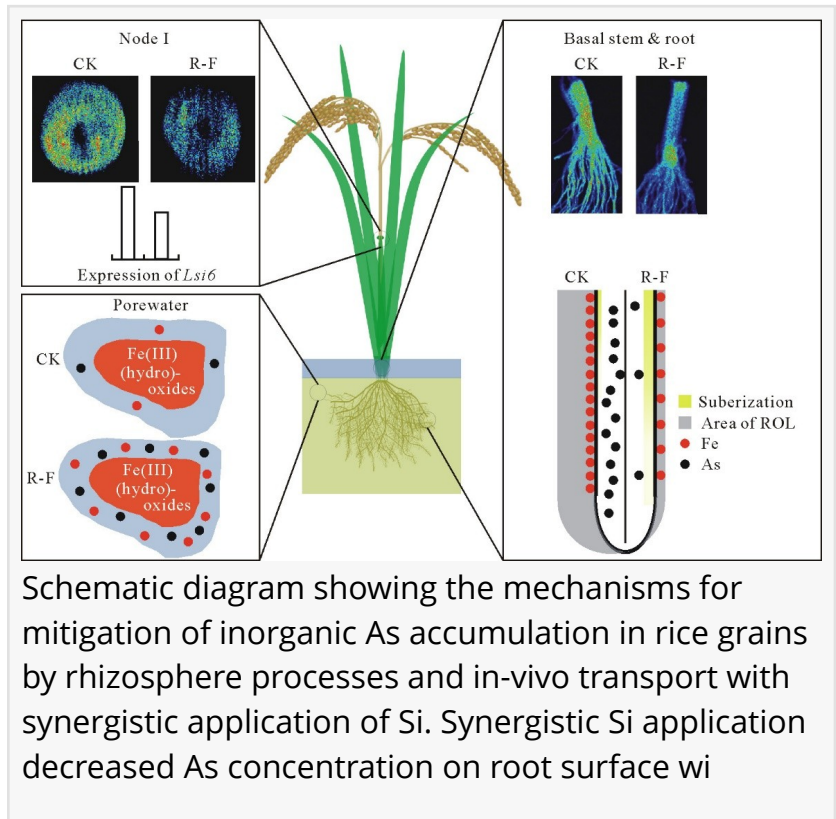 Node I
CK R-F
Expression of Lsi6
Basal stem & root
CK R-F
Porewater
CK
Fe(III)
(hydro)-
oxides
R-F
Fe(III)
(hydro)-
oxides
CK R-F
Suberization
Area of ROL
Fe
As
Schematic diagram showing the mechanisms for
mitigation of inorganic As accumulation in rice grains
by rhizosphere processes and in-vivo transport with
synergistic application of Si. Synergistic Si application
decreased As concentration on root surface wi